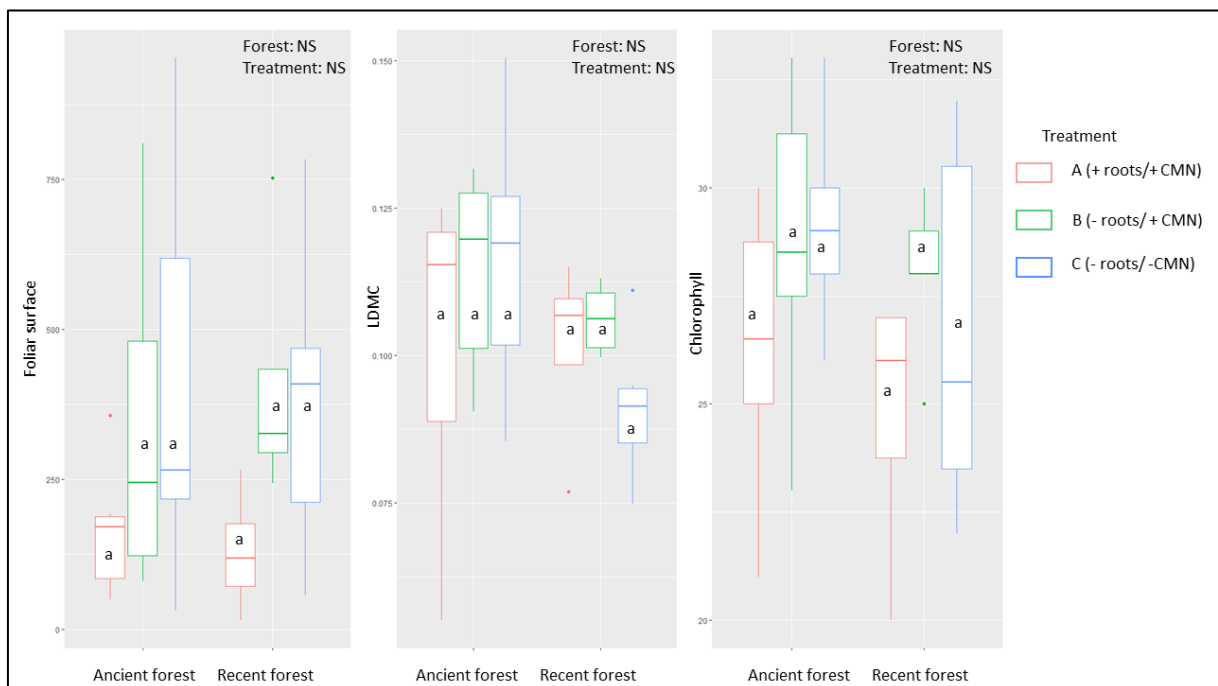 Forest: NS
Treatment: NS
Foliar surface
750
500
250
0
a
a
a
a
a
a
Ancient forest
Recent forest
Forest: NS
Treatment: NS
LDMC
0.150
0.125
0.100
0.075
a
a
a
a
a
a
Ancient forest
Recent forest
Forest: NS
Treatment: NS
Chlorophyll
30
25
20
a
a
a
a
a
a
Ancient forest
Recent forest
Treatment
A (+ roots/+ CMN)
B (- roots/+ CMN)
C (- roots/ -CMN)